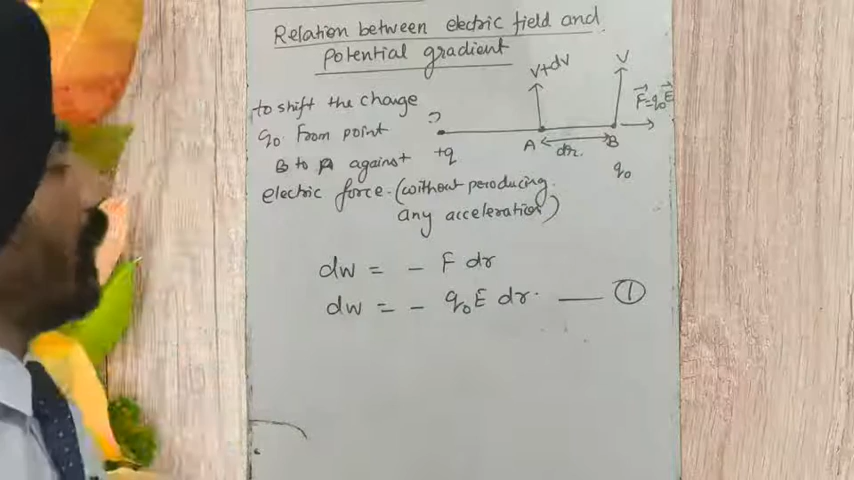 Relation between electric field and
Potential gradient
V+dV
V
to shift the charge
q₀ from point
B to A against
electric force. (without peroducing
any acceleration)
+q
A
dr.
B
F⃗=q₀E⃗
q₀
dw = - F dr
dw = - q₀E dr. — ①